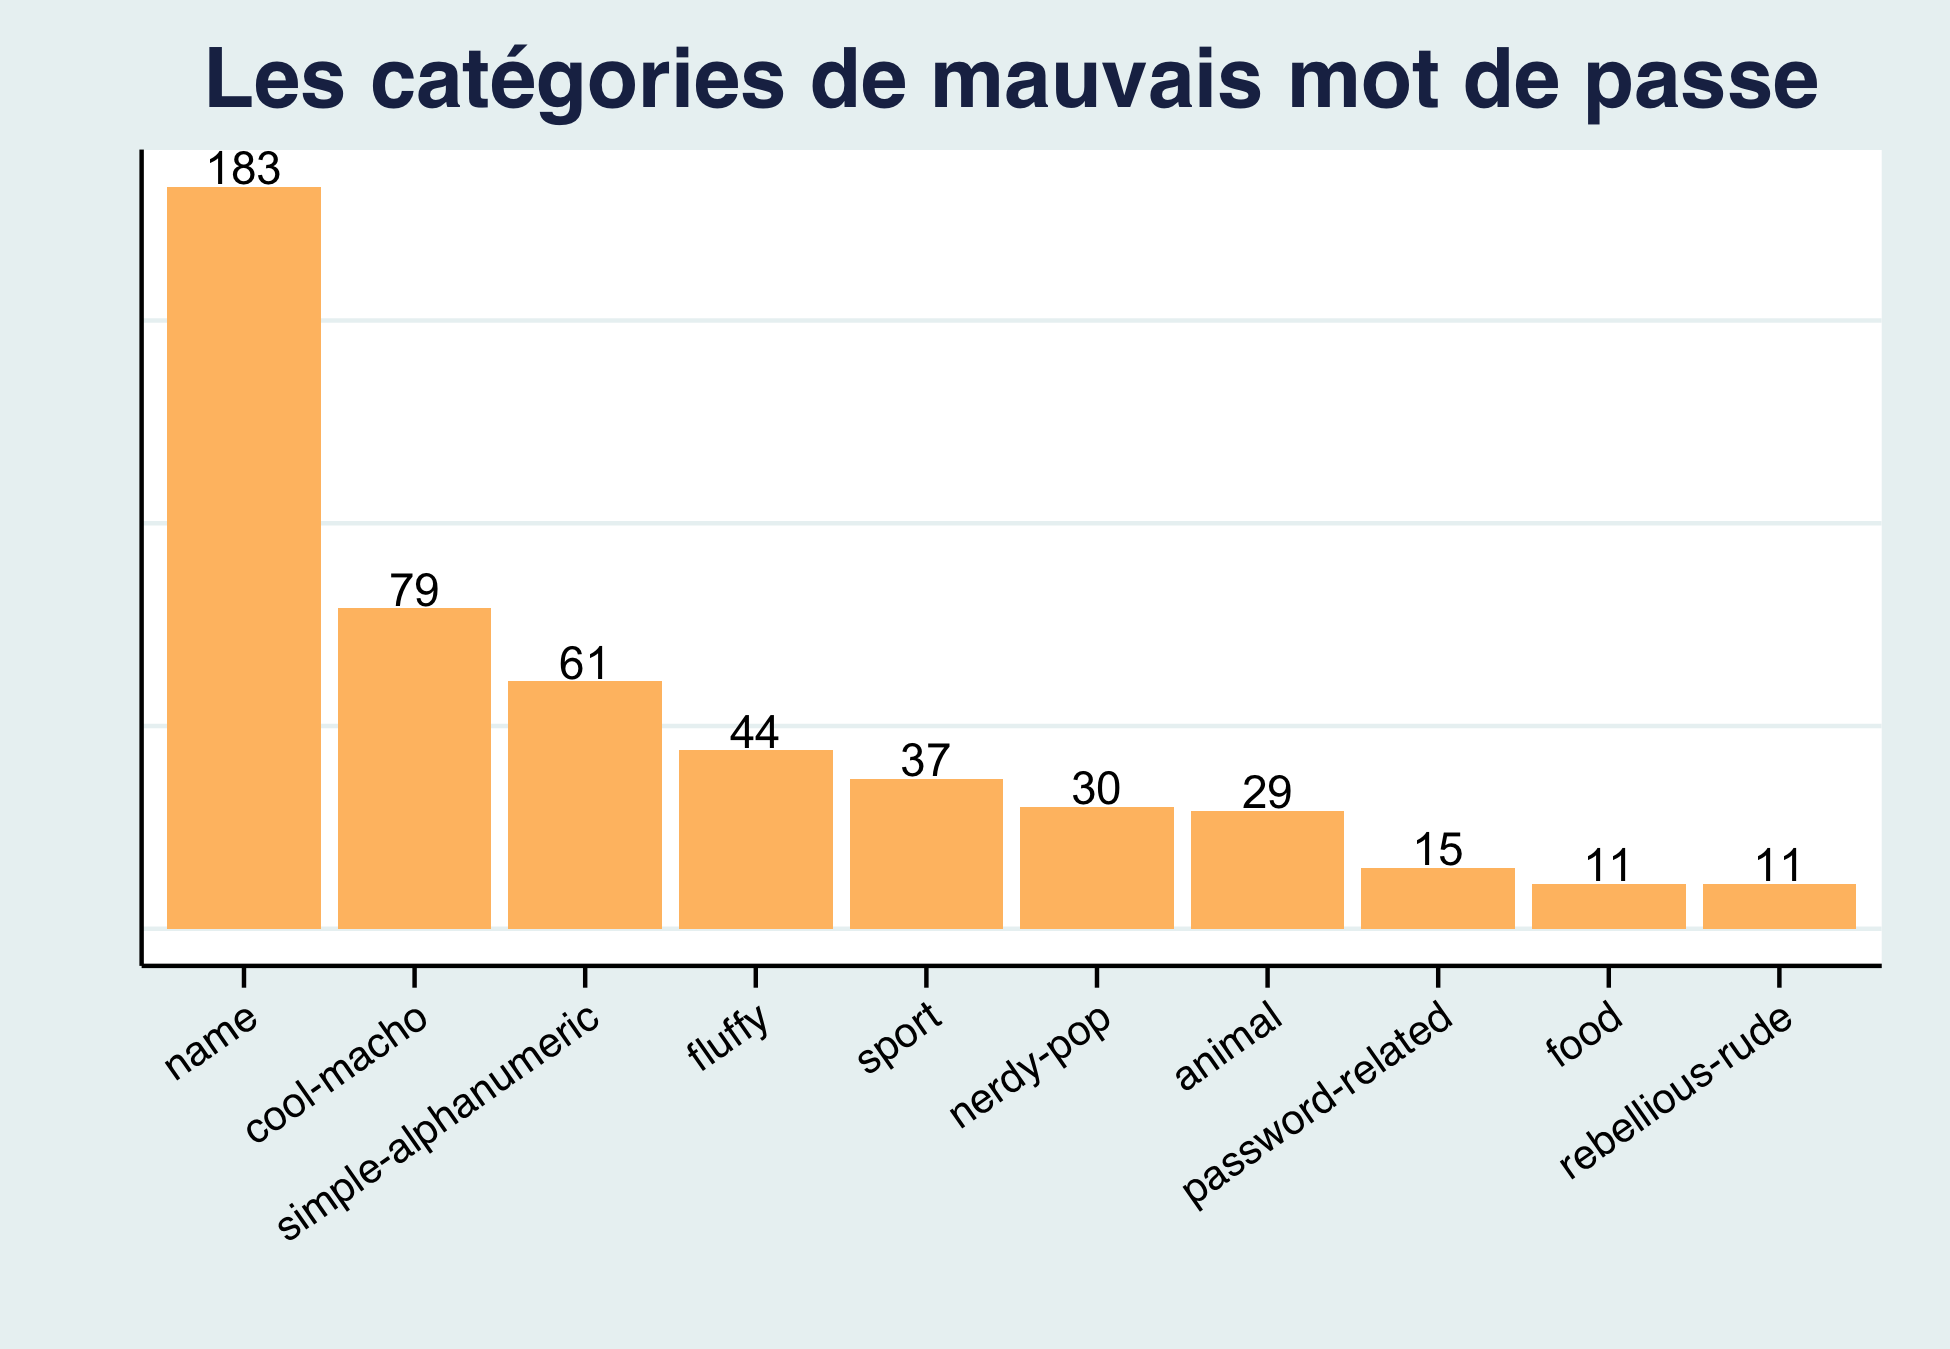 Les catégories de mauvais mot de passe
183
79
61
44
37
30
29
15
11
11
name
cool-macho
simple-alphanumeric
fluffy
sport
nerdy-pop
animal
password-related
food
rebellious-rude